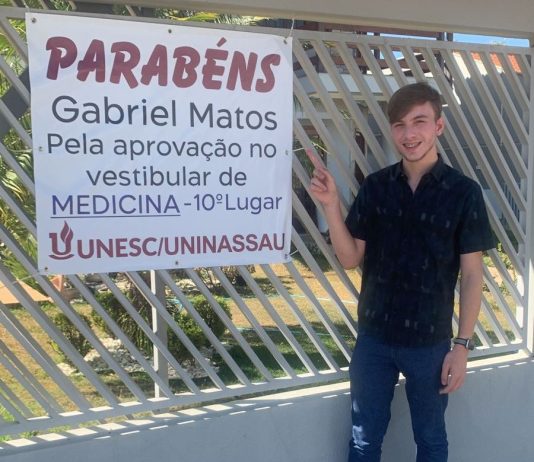 PARABÉNS
Gabriel Matos
Pela aprovação no
vestibular de
MEDICINA - 10º Lugar
UNESC/UNINASSAU